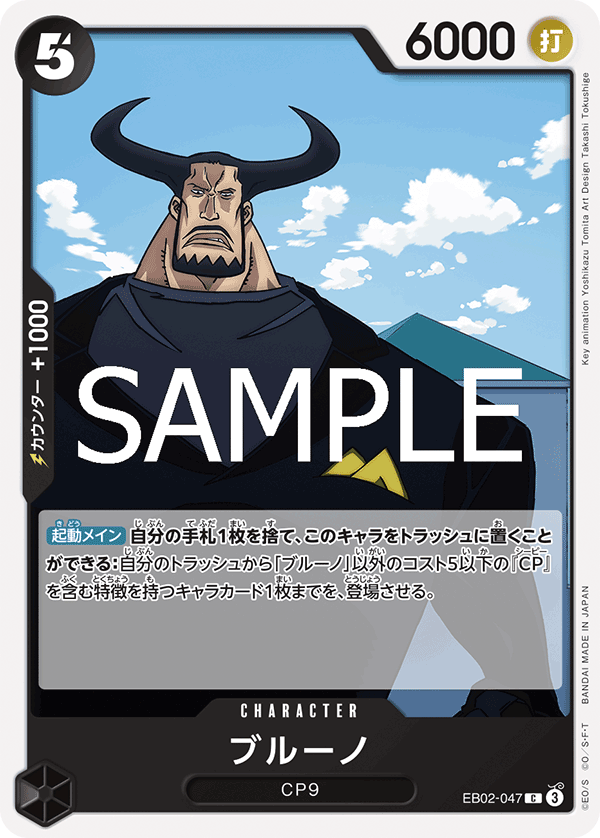 5
6000
打
Key animation Yoshikazu Tomita Art Design Takashi Tokushige
カウンター +1000
SAMPLE
起動メイン 自分の手札1枚を捨て、このキャラをトラッシュに置くこと
ができる:自分のトラッシュから「ブルーノ」以外のコスト5以下の『CP』
を含む特徴を持つキャラカード1枚までを、登場させる。
CHARACTER
ブルーノ
CP9
EB02-047 C 3
©E.O/S ©O/S・F・T BANDAI MADE IN JAPAN